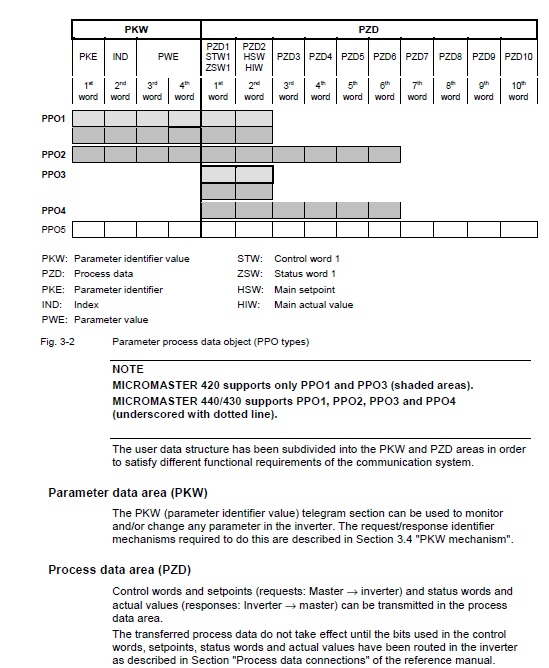 PKW PZD
PKE IND PWE PZD1 STW1 ZSW1 PZD2 HSW HIW PZD3 PZD4 PZD5 PZD6 PZD7 PZD8 PZD9 PZD10
1st word 2nd word 3rd word 4th word 1st word 2nd word 3rd word 4th word 5th word 6th word 7th word 8th word 9th word 10th word
PPO1
PPO2
PPO3
PPO4
PPO5
PKW: Parameter identifier value STW: Control word 1
PZD: Process data ZSW: Status word 1
PKE: Parameter identifier HSW: Main setpoint
IND: Index HIW: Main actual value
PWE: Parameter value
Fig. 3-2 Parameter process data object (PPO types)
NOTE
MICROMASTER 420 supports only PPO1 and PPO3 (shaded areas).
MICROMASTER 440/430 supports PPO1, PPO2, PPO3 and PPO4
(underscored with dotted line).
The user data structure has been subdivided into the PKW and PZD areas in order
to satisfy different functional requirements of the communication system.
Parameter data area (PKW)
The PKW (parameter identifier value) telegram section can be used to monitor
and/or change any parameter in the inverter. The request/response identifier
mechanisms required to do this are described in Section 3.4 "PKW mechanism".
Process data area (PZD)
Control words and setpoints (requests: Master → inverter) and status words and
actual values (responses: Inverter → master) can be transmitted in the process
data area.
The transferred process data do not take effect until the bits used in the control
words, setpoints, status words and actual values have been routed in the inverter
as described in Section "Process data connections" of the reference manual.